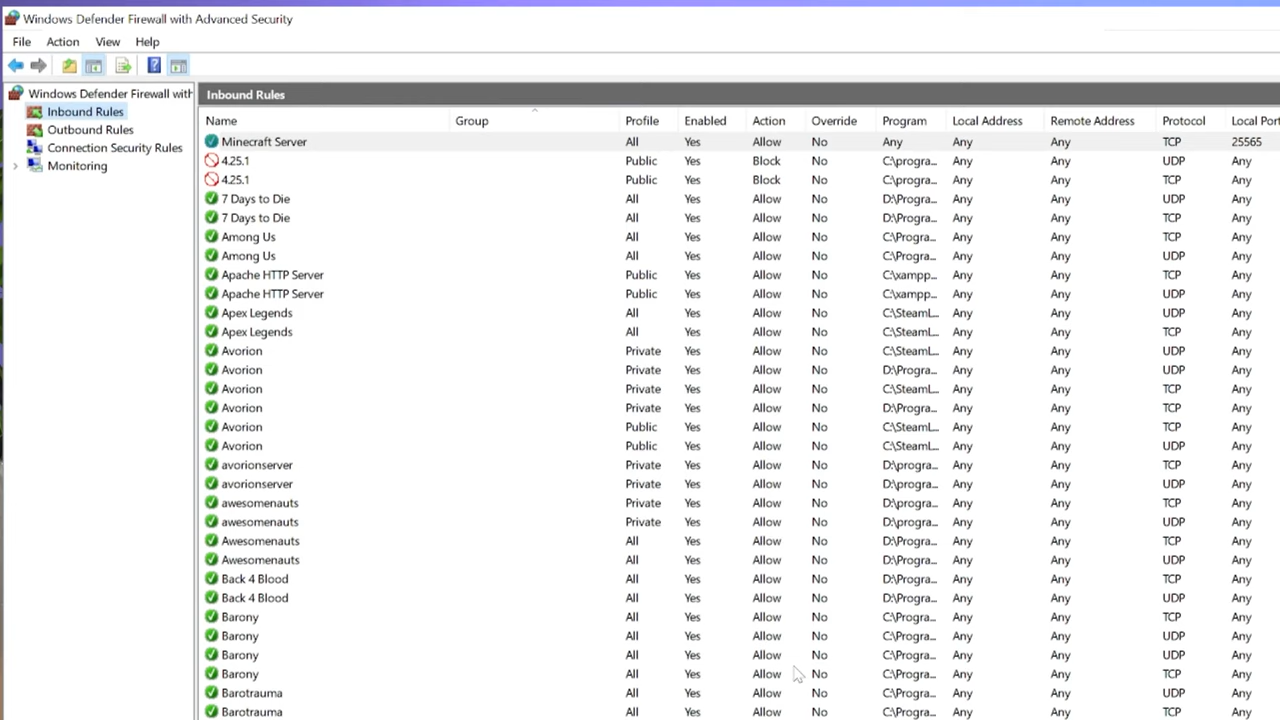 Windows Defender Firewall with Advanced Security
File Action View Help
Windows Defender Firewall with
Inbound Rules
Outbound Rules
Connection Security Rules
Monitoring
Inbound Rules
Name Group Profile Enabled Action Override Program Local Address Remote Address Protocol Local Port
Minecraft Server All Yes Allow No Any Any Any TCP 25565
4.25.1 Public Yes Block No C:\progra... Any Any UDP Any
4.25.1 Public Yes Block No C:\progra... Any Any TCP Any
7 Days to Die All Yes Allow No D:\Progra... Any Any UDP Any
7 Days to Die All Yes Allow No D:\Progra... Any Any TCP Any
Among Us All Yes Allow No C:\Progra... Any Any TCP Any
Among Us All Yes Allow No C:\Progra... Any Any UDP Any
Apache HTTP Server Public Yes Allow No C:\xampp... Any Any TCP Any
Apache HTTP Server Public Yes Allow No C:\xampp... Any Any UDP Any
Apex Legends All Yes Allow No C:\SteamL... Any Any UDP Any
Apex Legends All Yes Allow No C:\SteamL... Any Any TCP Any
Avorion Private Yes Allow No C:\SteamL... Any Any UDP Any
Avorion Private Yes Allow No D:\Progra... Any Any UDP Any
Avorion Private Yes Allow No C:\SteamL... Any Any TCP Any
Avorion Private Yes Allow No D:\Progra... Any Any TCP Any
Avorion Public Yes Allow No C:\SteamL... Any Any TCP Any
Avorion Public Yes Allow No C:\SteamL... Any Any UDP Any
avorionserver Private Yes Allow No D:\progra... Any Any TCP Any
avorionserver Private Yes Allow No D:\progra... Any Any UDP Any
awesomenauts Private Yes Allow No D:\progra... Any Any TCP Any
awesomenauts Private Yes Allow No D:\progra... Any Any UDP Any
Awesomenauts All Yes Allow No D:\Progra... Any Any TCP Any
Awesomenauts All Yes Allow No D:\Progra... Any Any UDP Any
Back 4 Blood All Yes Allow No D:\Progra... Any Any TCP Any
Back 4 Blood All Yes Allow No D:\Progra... Any Any UDP Any
Barony All Yes Allow No C:\Progra... Any Any TCP Any
Barony All Yes Allow No C:\Progra... Any Any UDP Any
Barony All Yes Allow No C:\Progra... Any Any UDP Any
Barony All Yes Allow No C:\Progra... Any Any TCP Any
Barotrauma All Yes Allow No C:\Progra... Any Any UDP Any
Barotrauma All Yes Allow No C:\Progra... Any Any TCP Any